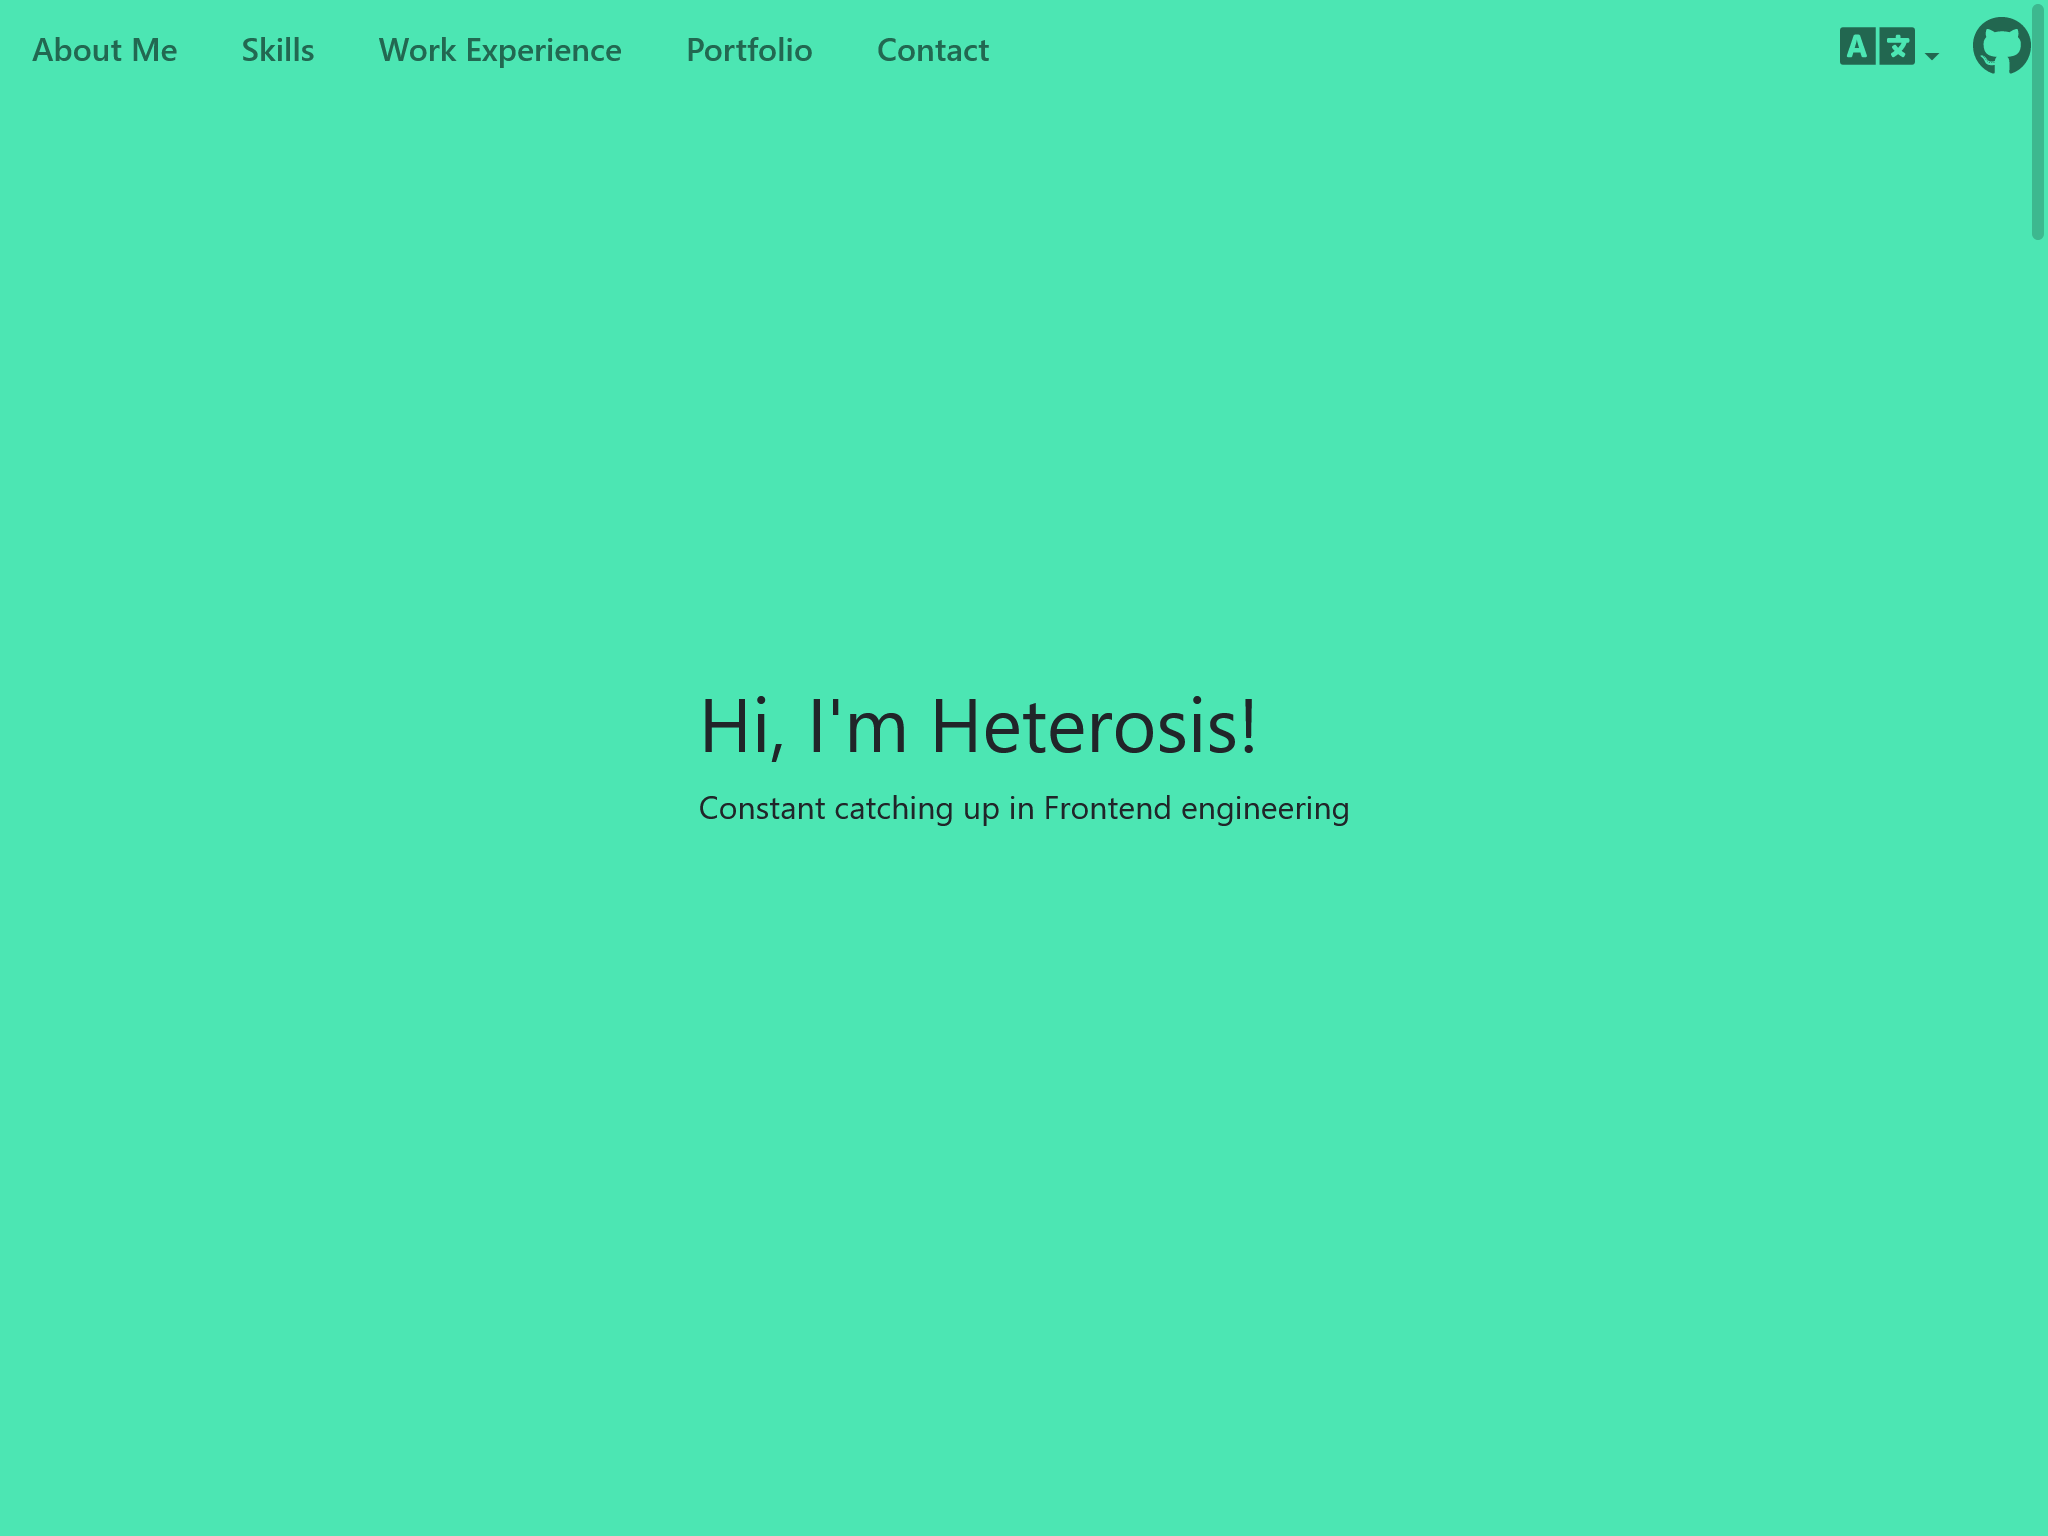 About Me
Skills
Work Experience
Portfolio
Contact
A 文
Hi, I'm Heterosis!
Constant catching up in Frontend engineering